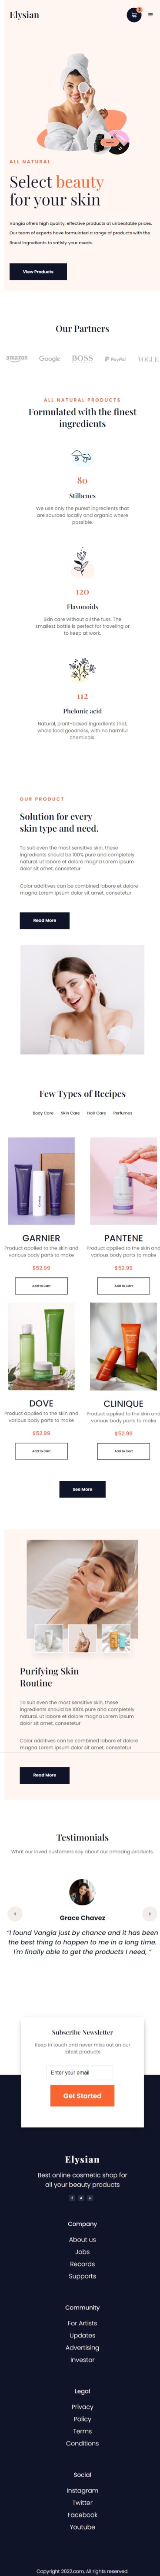 Elysian
ALL NATURAL
Select beauty
for your skin
Vangia offers high quality, effective products at unbeatable prices.
Our team of experts have formulated a range of products with the
finest ingredients to satisfy your needs.
View Products
Our Partners
amazon Google BOSS PayPal VOGUE
ALL NATURAL PRODUCTS
Formulated with the finest
ingredients
80
Stilbenes
We use only the purest ingredients that
are sourced locally and organic where
possible.
120
Flavonoids
Skin care without all the fuss. The
smallest bottle is perfect for traveling or
to keep at work.
112
Phelonic acid
Natural, plant-based ingredients that,
whole food goodness, with no harmful
chemicals.
OUR PRODUCT
Solution for every
skin type and need.
To suit even the most sensitive skin, these
ingredients should be 100% pure and completely
natural. ut labore et dolore magna Lorem ipsum
dolor sit amet, consetetur
Color additives can be combined labore et dolore
magna Lorem ipsum dolor sit amet, consetetur
Read More
Few Types of Recipes
Body Care Skin Care Hair Care Perfumes
GARNIER
Product applied to the skin and
various body parts to make
$52.99
Add to Cart
PANTENE
Product applied to the skin and
various body parts to make
$52.99
Add to Cart
DOVE
Product applied to the skin and
various body parts to make
$52.99
Add to Cart
CLINIQUE
Product applied to the skin and
various body parts to make
$52.99
Add to Cart
See More
Purifying Skin
Routine
To suit even the most sensitive skin, these
ingredients should be 100% pure and completely
natural. ut labore et dolore magna Lorem ipsum
dolor sit amet, consetetur
Color additives can be combined labore et dolore
magna Lorem ipsum dolor sit amet, consetetur
Read More
Testimonials
What our loved customers say about our amazing products.
Grace Chavez
"I found Vangia just by chance and it has been
the best thing to happen to me in a long time.
I'm finally able to get the products I need, "
Subscribe Newsletter
Keep in touch and never miss out on our
latest products
Enter your email
Get Started
Elysian
Best online cosmetic shop for
all your beauty products
Company
About us
Jobs
Records
Supports
Community
For Artists
Updates
Advertising
Investor
Legal
Privacy
Policy
Terms
Conditions
Social
Instagram
Twitter
Facebook
Youtube
Copyright 2022.com, All rights reserved.